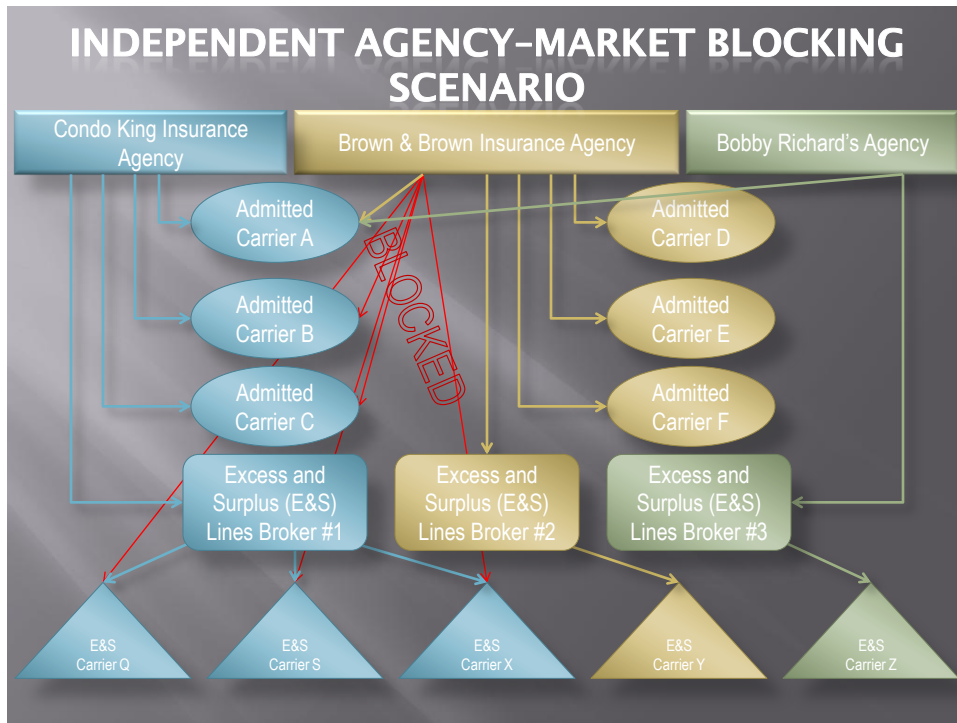 INDEPENDENT AGENCY–MARKET BLOCKING
SCENARIO
Condo King Insurance
Agency
Brown & Brown Insurance Agency
Bobby Richard's Agency
Admitted
Carrier A
Admitted
Carrier D
BLOCKED
Admitted
Carrier B
Admitted
Carrier E
Admitted
Carrier C
Admitted
Carrier F
Excess and
Surplus (E&S)
Lines Broker #1
Excess and
Surplus (E&S)
Lines Broker #2
Excess and
Surplus (E&S)
Lines Broker #3
E&S
Carrier Q
E&S
Carrier S
E&S
Carrier X
E&S
Carrier Y
E&S
Carrier Z